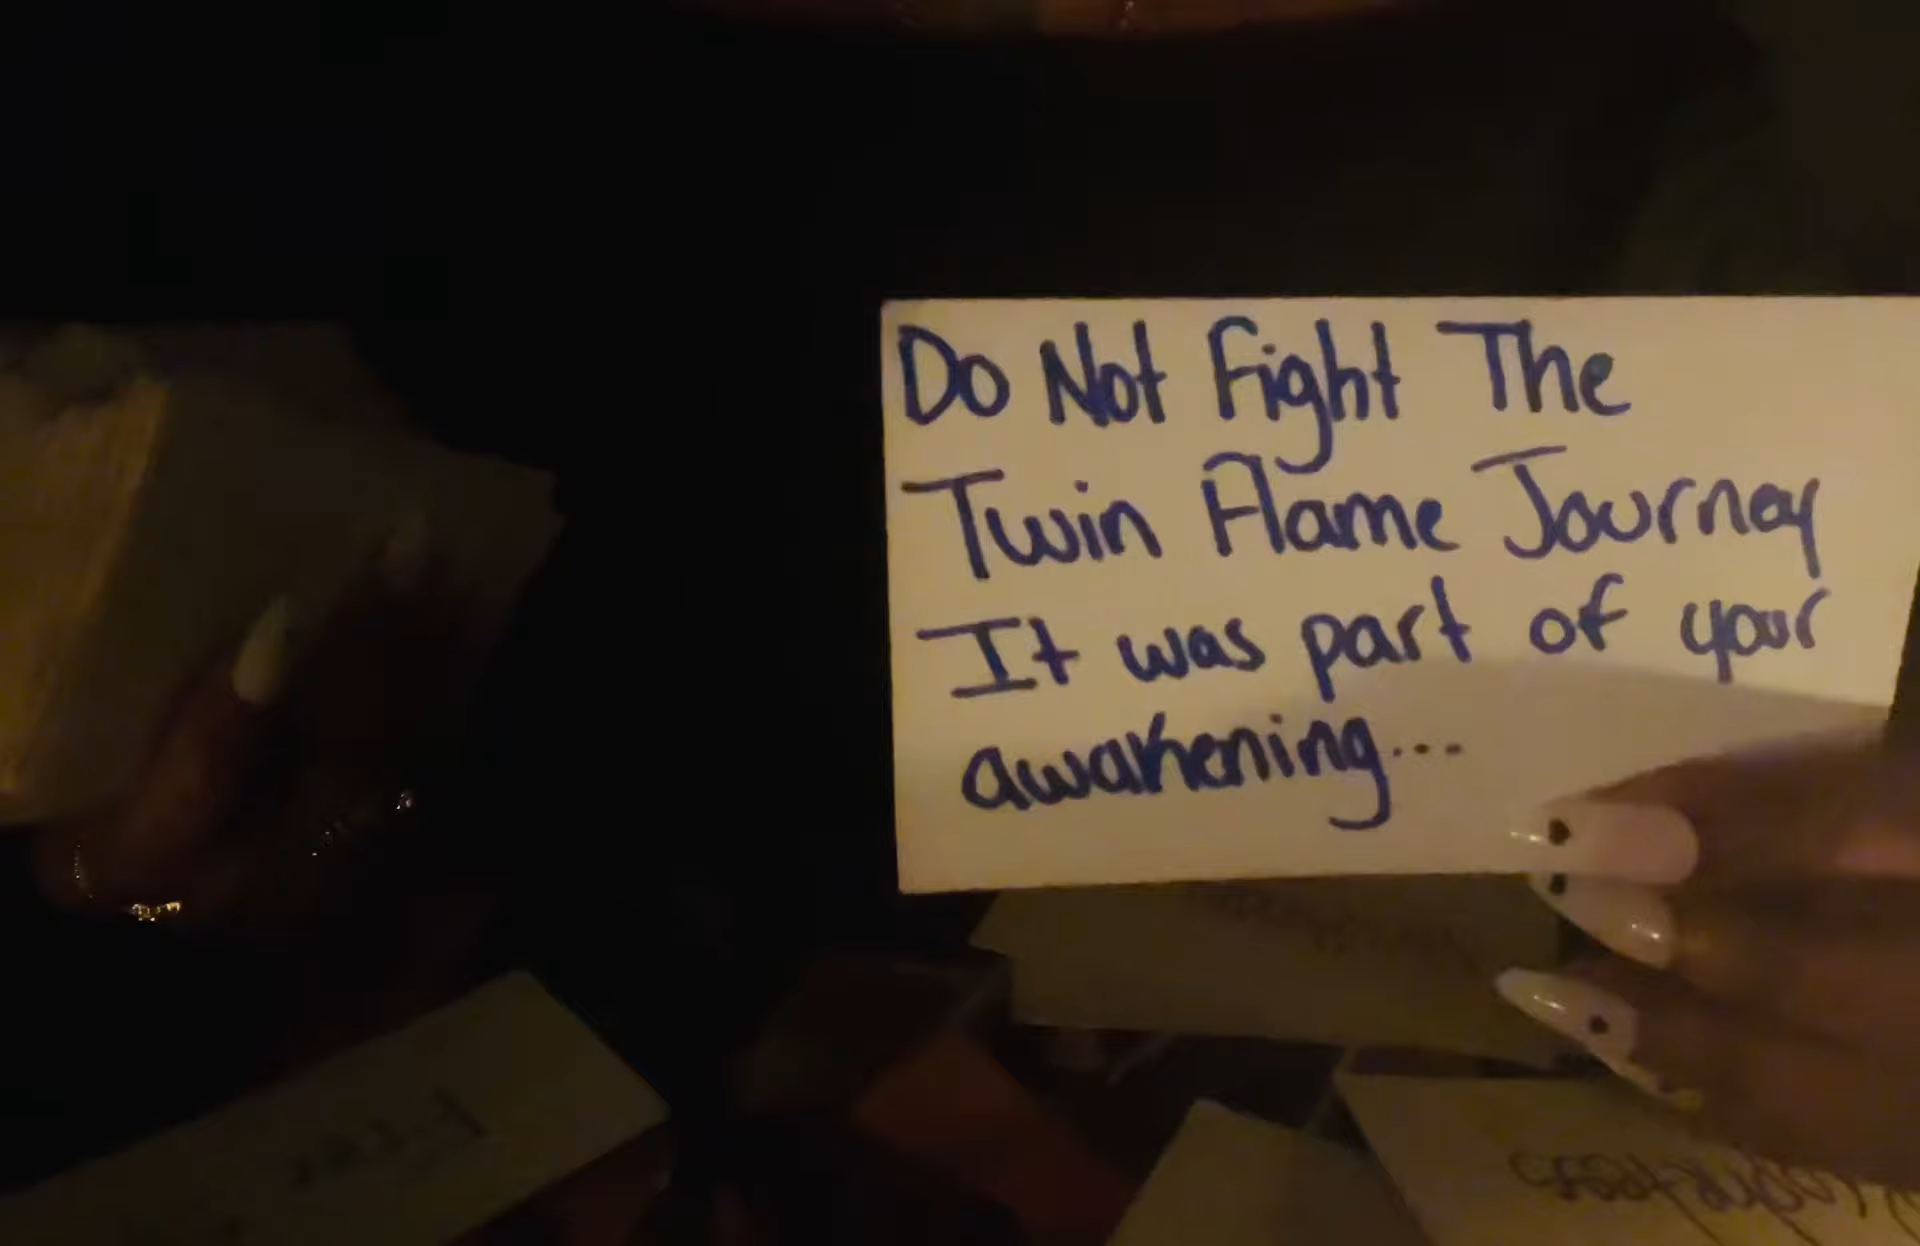 Do Not Fight The
Twin Flame Journey
It was part of your
awakening...